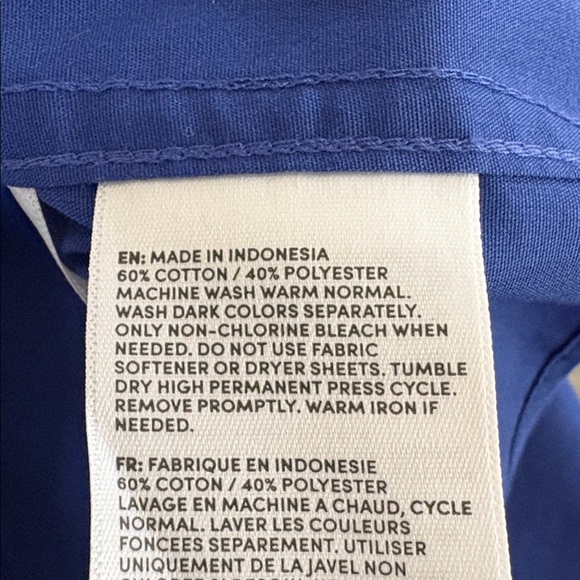 EN: MADE IN INDONESIA
60% COTTON / 40% POLYESTER
MACHINE WASH WARM NORMAL.
WASH DARK COLORS SEPARATELY.
ONLY NON-CHLORINE BLEACH WHEN
NEEDED. DO NOT USE FABRIC
SOFTENER OR DRYER SHEETS. TUMBLE
DRY HIGH PERMANENT PRESS CYCLE.
REMOVE PROMPTLY. WARM IRON IF
NEEDED.
FR: FABRIQUE EN INDONESIE
60% COTTON / 40% POLYESTER
LAVAGE EN MACHINE A CHAUD, CYCLE
NORMAL. LAVER LES COULEURS
FONCEES SEPAREMENT. UTILISER
UNIQUEMENT DE LA JAVEL NON